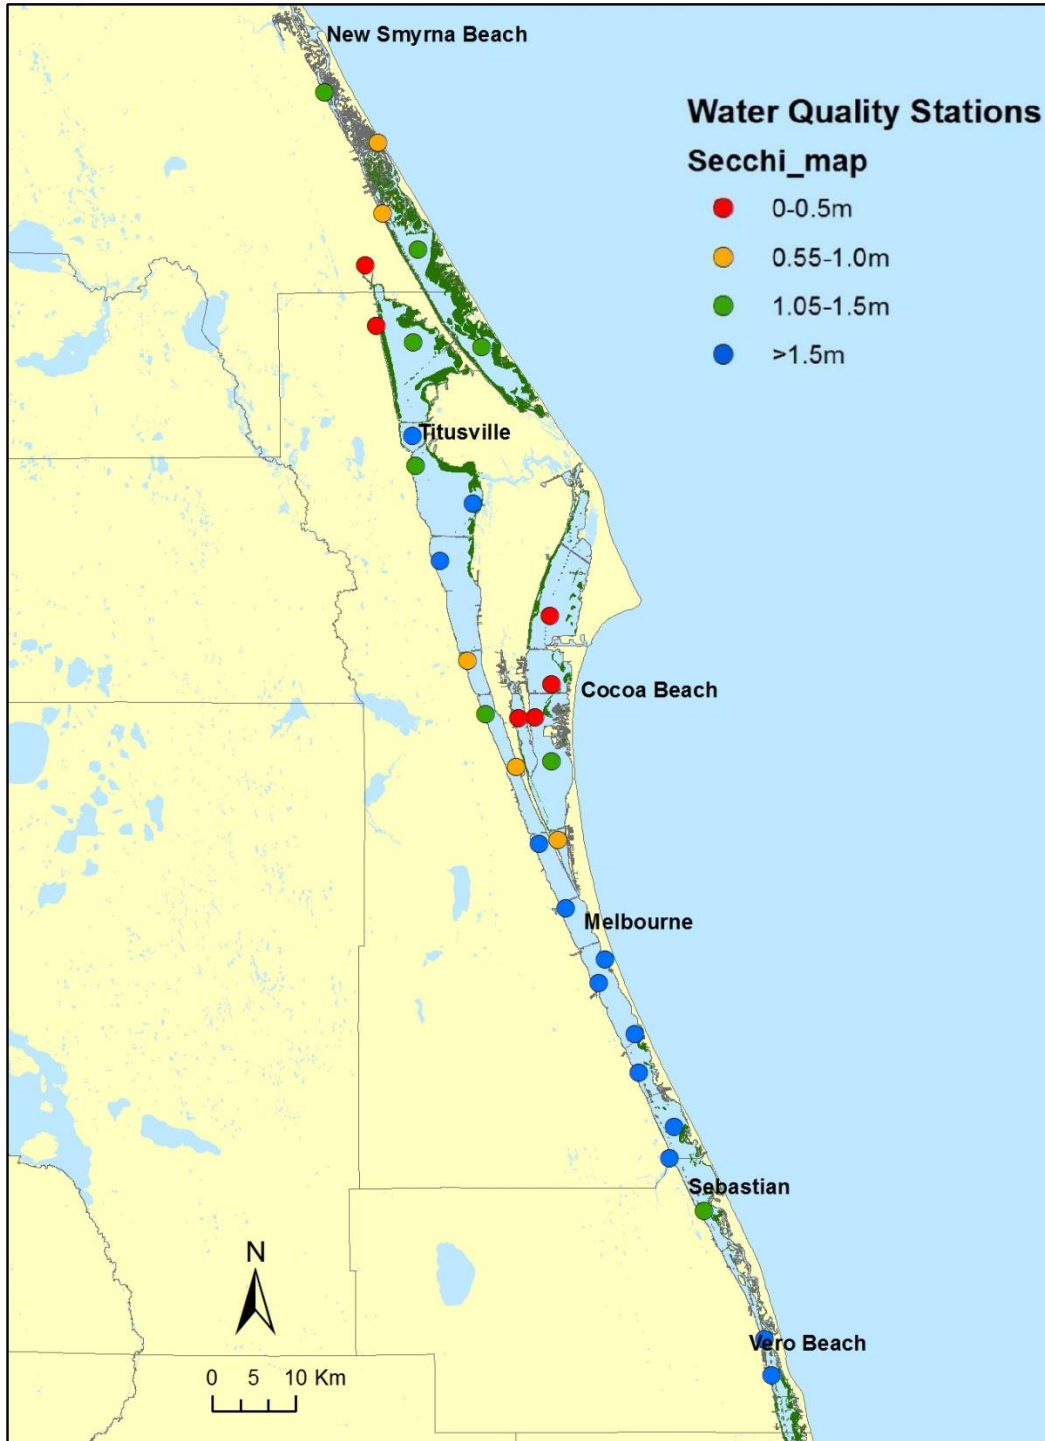 New Smyrna Beach
Water Quality Stations
Secchi_map
0-0.5m
0.55-1.0m
1.05-1.5m
>1.5m
Titusville
Cocoa Beach
Melbourne
Sebastian
N
Vero Beach
0 5 10 Km